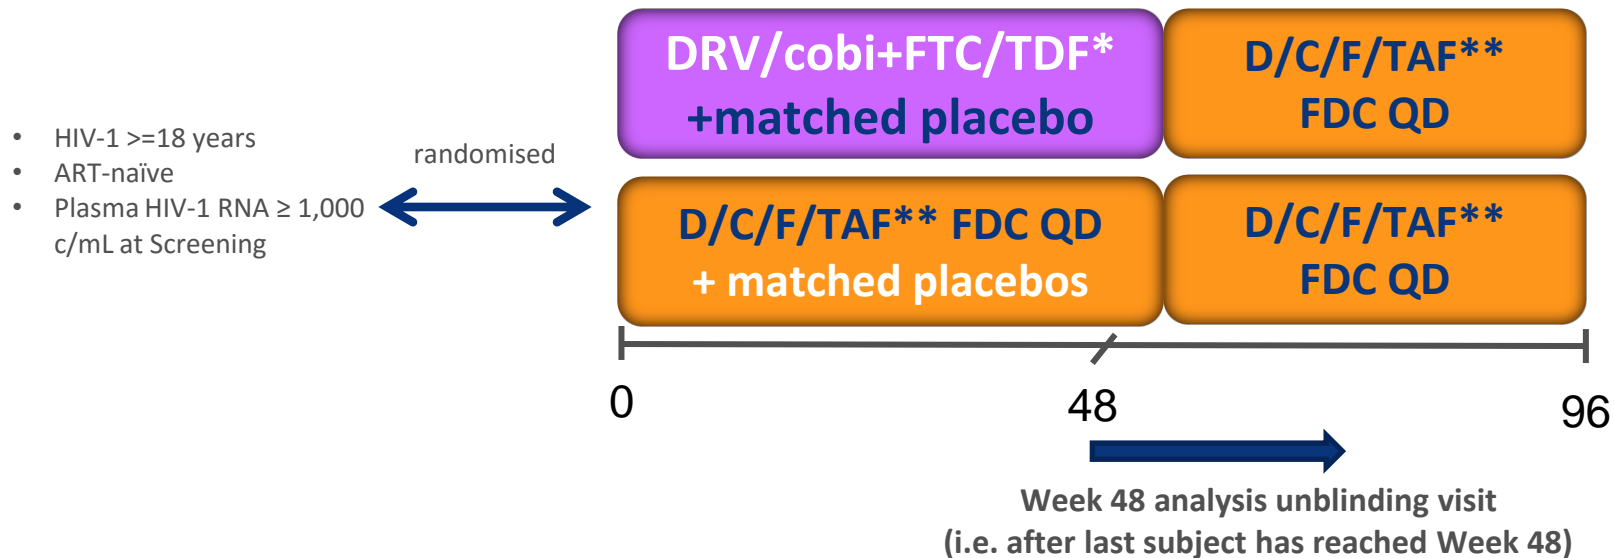 • HIV-1 >=18 years
• ART-naïve
• Plasma HIV-1 RNA ≥ 1,000
c/mL at Screening
randomised
DRV/cobi+FTC/TDF*
+matched placebo
D/C/F/TAF**
FDC QD
D/C/F/TAF** FDC QD
+ matched placebos
D/C/F/TAF**
FDC QD
0
48
96
Week 48 analysis unblinding visit
(i.e. after last subject has reached Week 48)